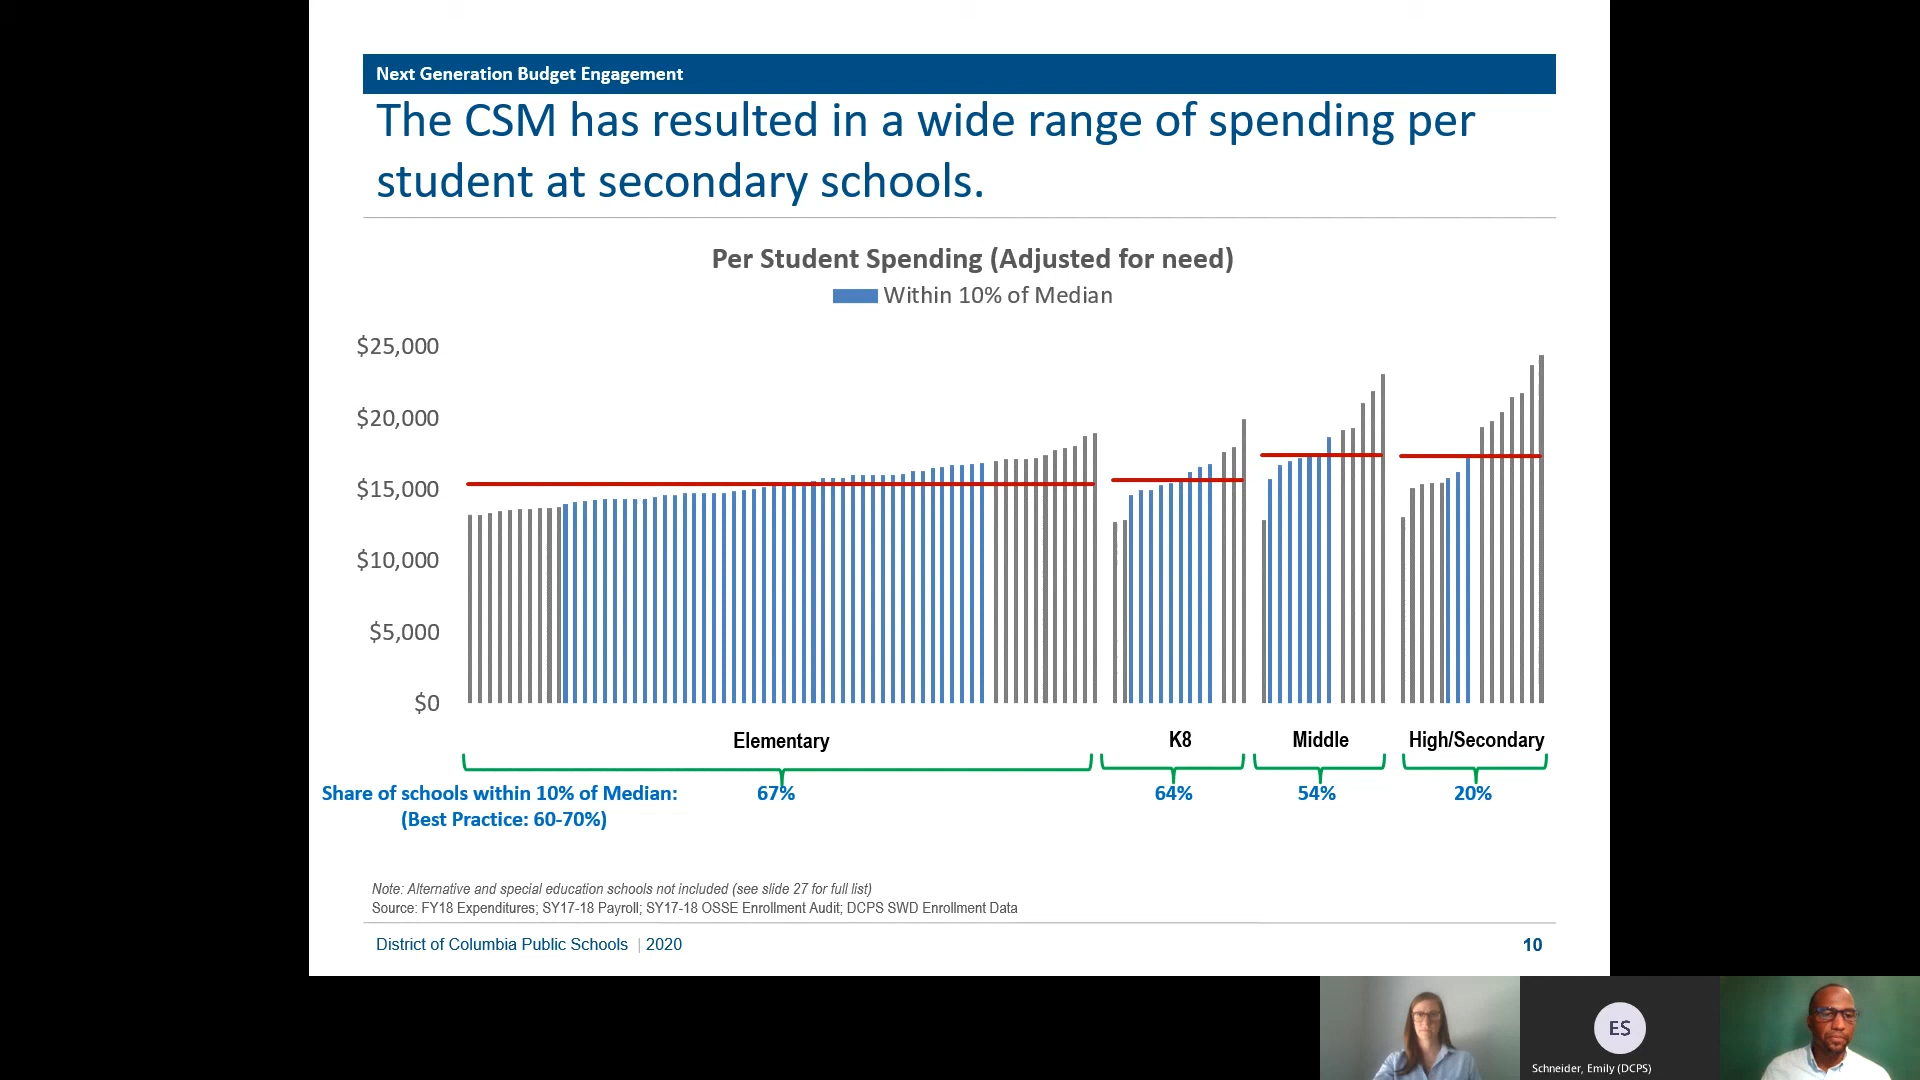 Next Generation Budget Engagement
The CSM has resulted in a wide range of spending per
student at secondary schools.
Per Student Spending (Adjusted for need)
Within 10% of Median
$25,000
$20,000
$15,000
$10,000
$5,000
$0
Elementary
K8
Middle
High/Secondary
Share of schools within 10% of Median:
67%
64%
54%
20%
(Best Practice: 60-70%)
Note: Alternative and special education schools not included (see slide 27 for full list)
Source: FY18 Expenditures; SY17-18 Payroll; SY17-18 OSSE Enrollment Audit; DCPS SWD Enrollment Data
District of Columbia Public Schools | 2020
10
ES
Schneider, Emily (DCPS)